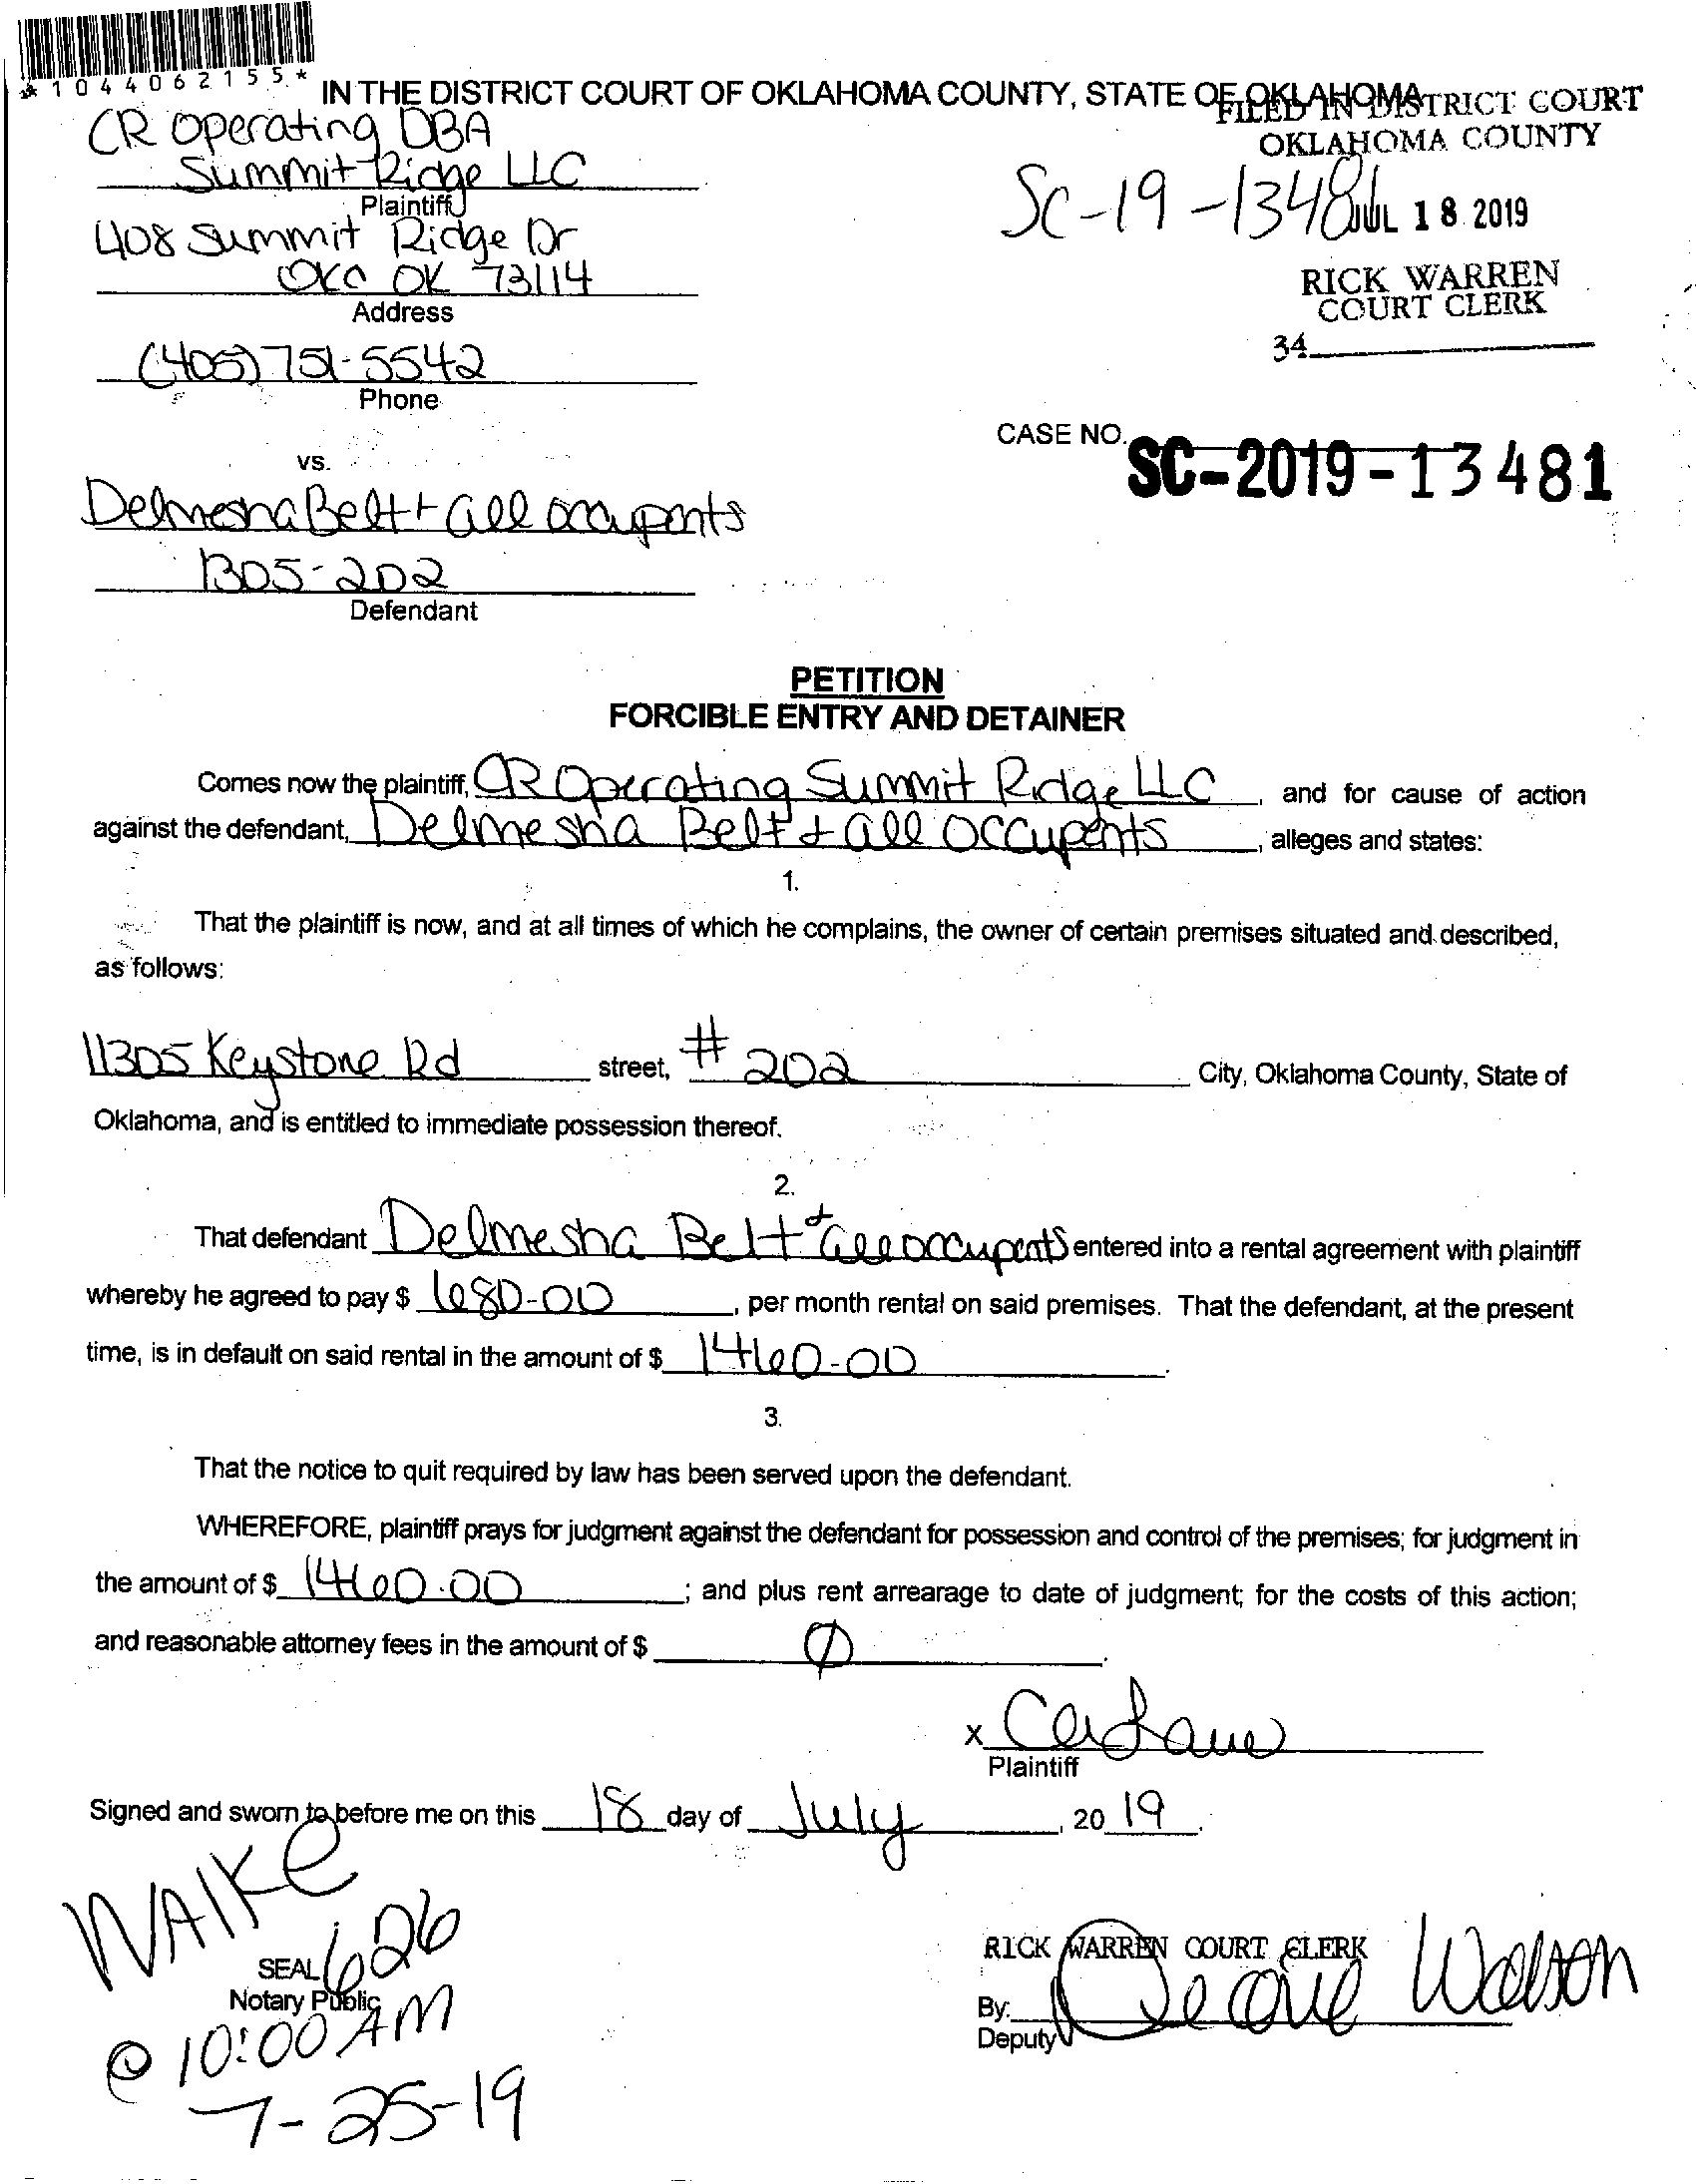 *1044062155*
IN THE DISTRICT COURT OF OKLAHOMA COUNTY, STATE OF OKLAHOMA
FILED IN DISTRICT COURT
OKLAHOMA COUNTY
CR Operating DBA
Summit Ridge LLC
Plaintiff
SC-19-13481
JUL 18 2019
408 Summit Ridge Dr
OKC OK 73114
Address
RICK WARREN
COURT CLERK
34
(405) 751-5542
Phone
CASE NO. SC-2019-13481
vs.
Delmesha Belt + all occupents
1305-202
Defendant
PETITION
FORCIBLE ENTRY AND DETAINER
Comes now the plaintiff, CR Operating Summit Ridge LLC, and for cause of action
against the defendant, Delmesha Belt + all occupents, alleges and states:
1.
That the plaintiff is now, and at all times of which he complains, the owner of certain premises situated and described,
as follows:
11305 Keystone Rd street, # 202 City, Oklahoma County, State of
Oklahoma, and is entitled to immediate possession thereof.
2.
That defendant Delmesha Belt + all occupents entered into a rental agreement with plaintiff
whereby he agreed to pay $ 680-00, per month rental on said premises. That the defendant, at the present
time, is in default on said rental in the amount of $ 1460-00.
3.
That the notice to quit required by law has been served upon the defendant.
WHEREFORE, plaintiff prays for judgment against the defendant for possession and control of the premises; for judgment in
the amount of $ 1460.00; and plus rent arrearage to date of judgment; for the costs of this action;
and reasonable attorney fees in the amount of $ Ø.
X
Plaintiff
Signed and sworn to before me on this 18 day of July, 2019.
WAIKE
626
SEAL
Notary Public
@ 10:00 AM
7-25-19
RICK WARREN COURT CLERK
By: Watson
Deputy